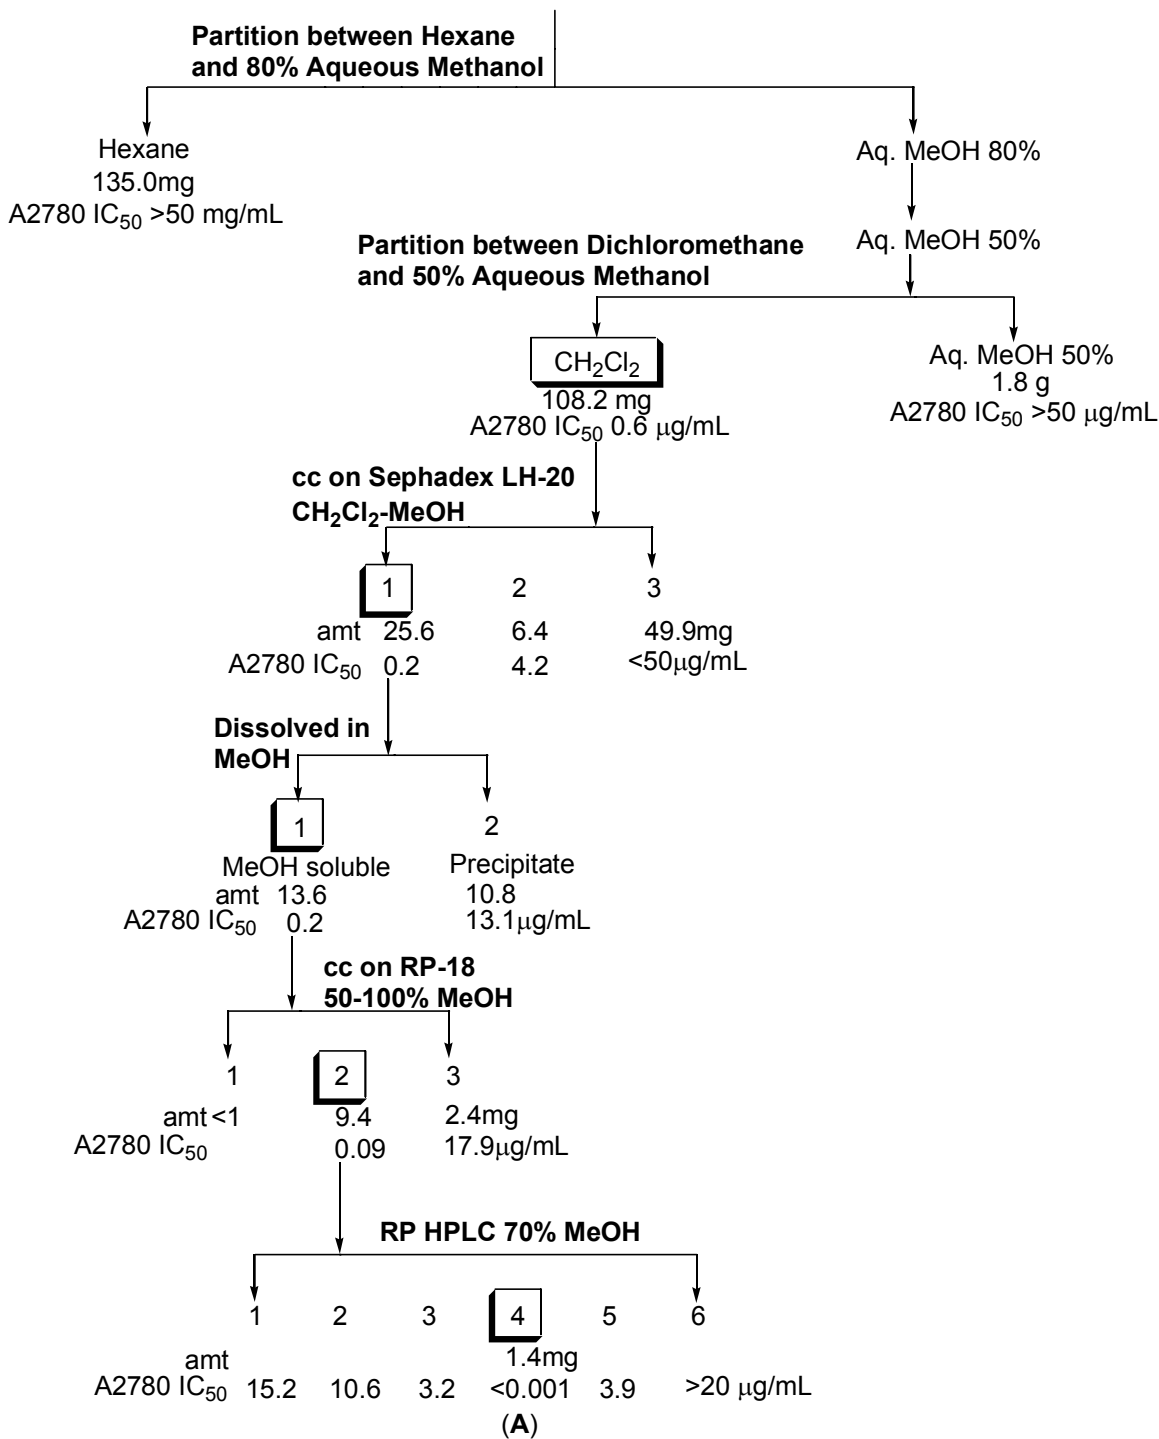 Partition between Hexane
and 80% Aqueous Methanol
Hexane
135.0mg
A2780 IC50 >50 mg/mL
Aq. MeOH 80%
Aq. MeOH 50%
Partition between Dichloromethane
and 50% Aqueous Methanol
CH2Cl2
108.2 mg
A2780 IC50 0.6 μg/mL
Aq. MeOH 50%
1.8 g
A2780 IC50 >50 μg/mL
cc on Sephadex LH-20
CH2Cl2-MeOH
1 2 3
amt 25.6 6.4 49.9mg
A2780 IC50 0.2 4.2 <50μg/mL
Dissolved in
MeOH
1 2
MeOH soluble Precipitate
amt 13.6 10.8
A2780 IC50 0.2 13.1μg/mL
cc on RP-18
50-100% MeOH
1 2 3
amt <1 9.4 2.4mg
A2780 IC50 0.09 17.9μg/mL
RP HPLC 70% MeOH
1 2 3 4 5 6
amt 1.4mg
A2780 IC50 15.2 10.6 3.2 <0.001 3.9 >20 μg/mL
(A)